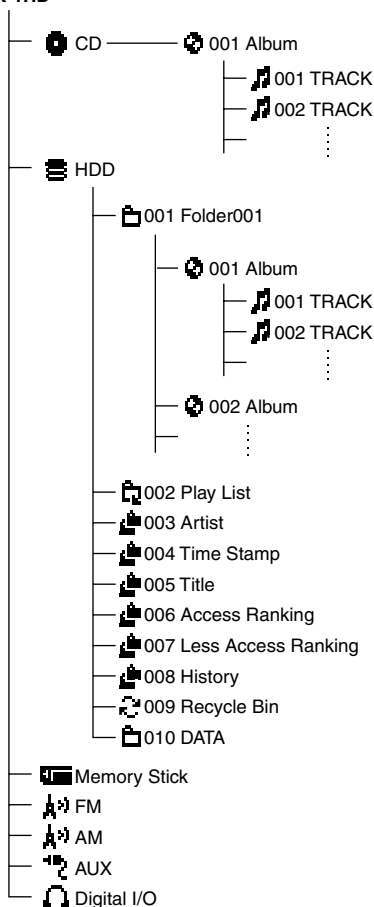 CD
001 Album
001 TRACK
002 TRACK
HDD
001 Folder001
001 Album
001 TRACK
002 TRACK
002 Album
002 Play List
003 Artist
004 Time Stamp
005 Title
006 Access Ranking
007 Less Access Ranking
008 History
009 Recycle Bin
010 DATA
Memory Stick
FM
AM
AUX
Digital I/O